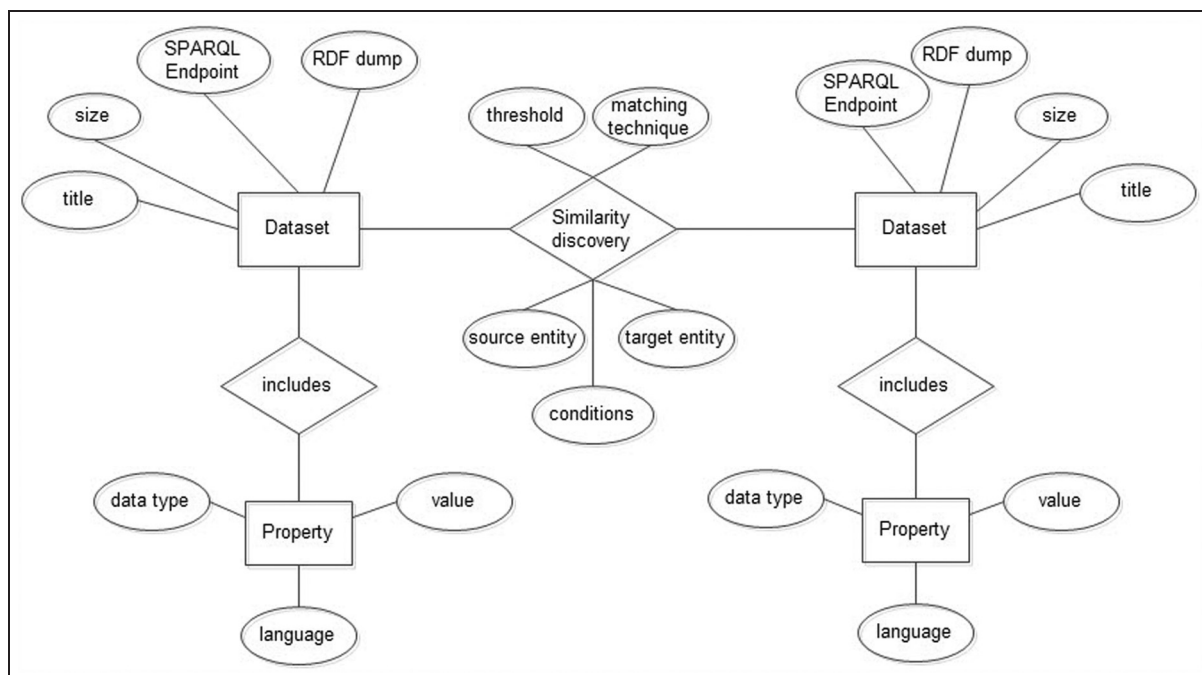 SPARQL
Endpoint
RDF dump
size
title
Dataset
threshold
matching
technique
Similarity
discovery
source entity
target entity
conditions
RDF dump
SPARQL
Endpoint
size
title
Dataset
includes
includes
data type
value
Property
language
data type
value
Property
language